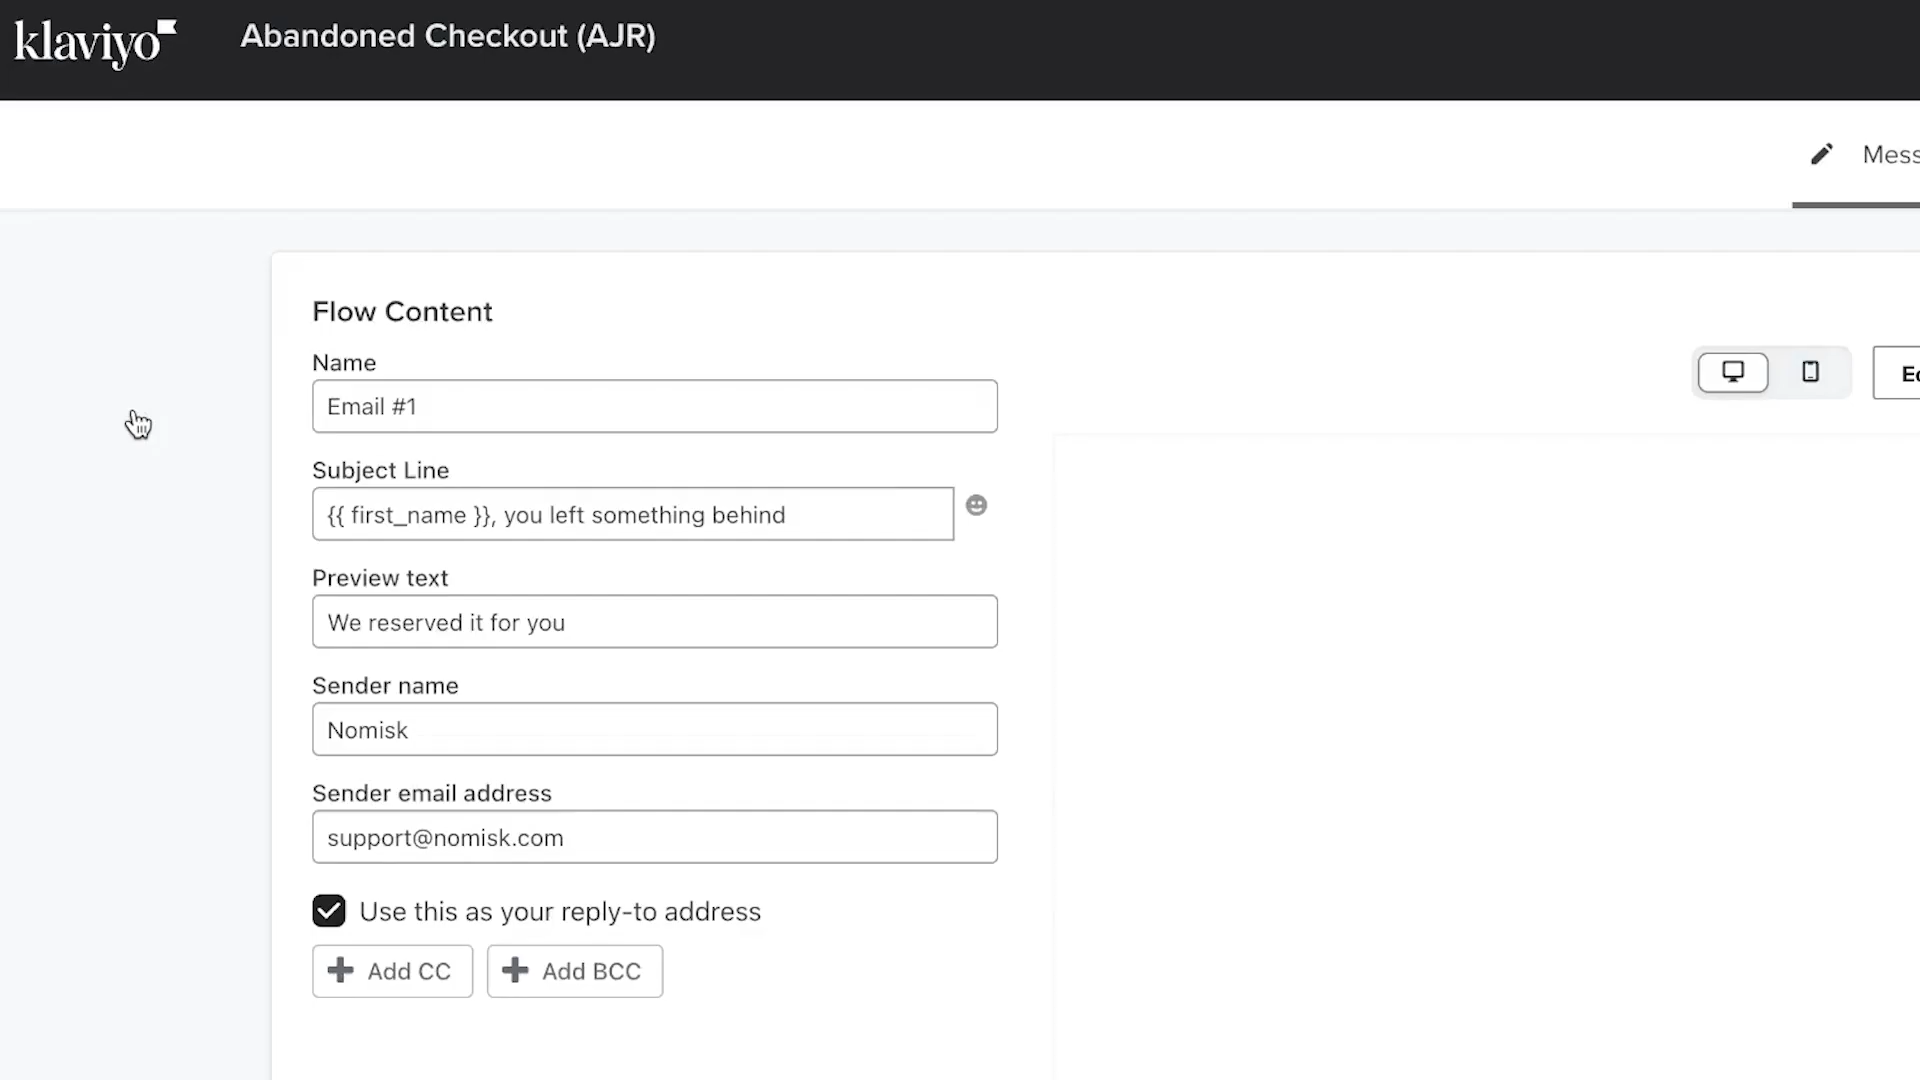 klaviyo
Abandoned Checkout (AJR)
Mess
Flow Content
Name
Email #1
Subject Line
{{ first_name }}, you left something behind
Preview text
We reserved it for you
Sender name
Nomisk
Sender email address
support@nomisk.com
Use this as your reply-to address
Add CC
Add BCC